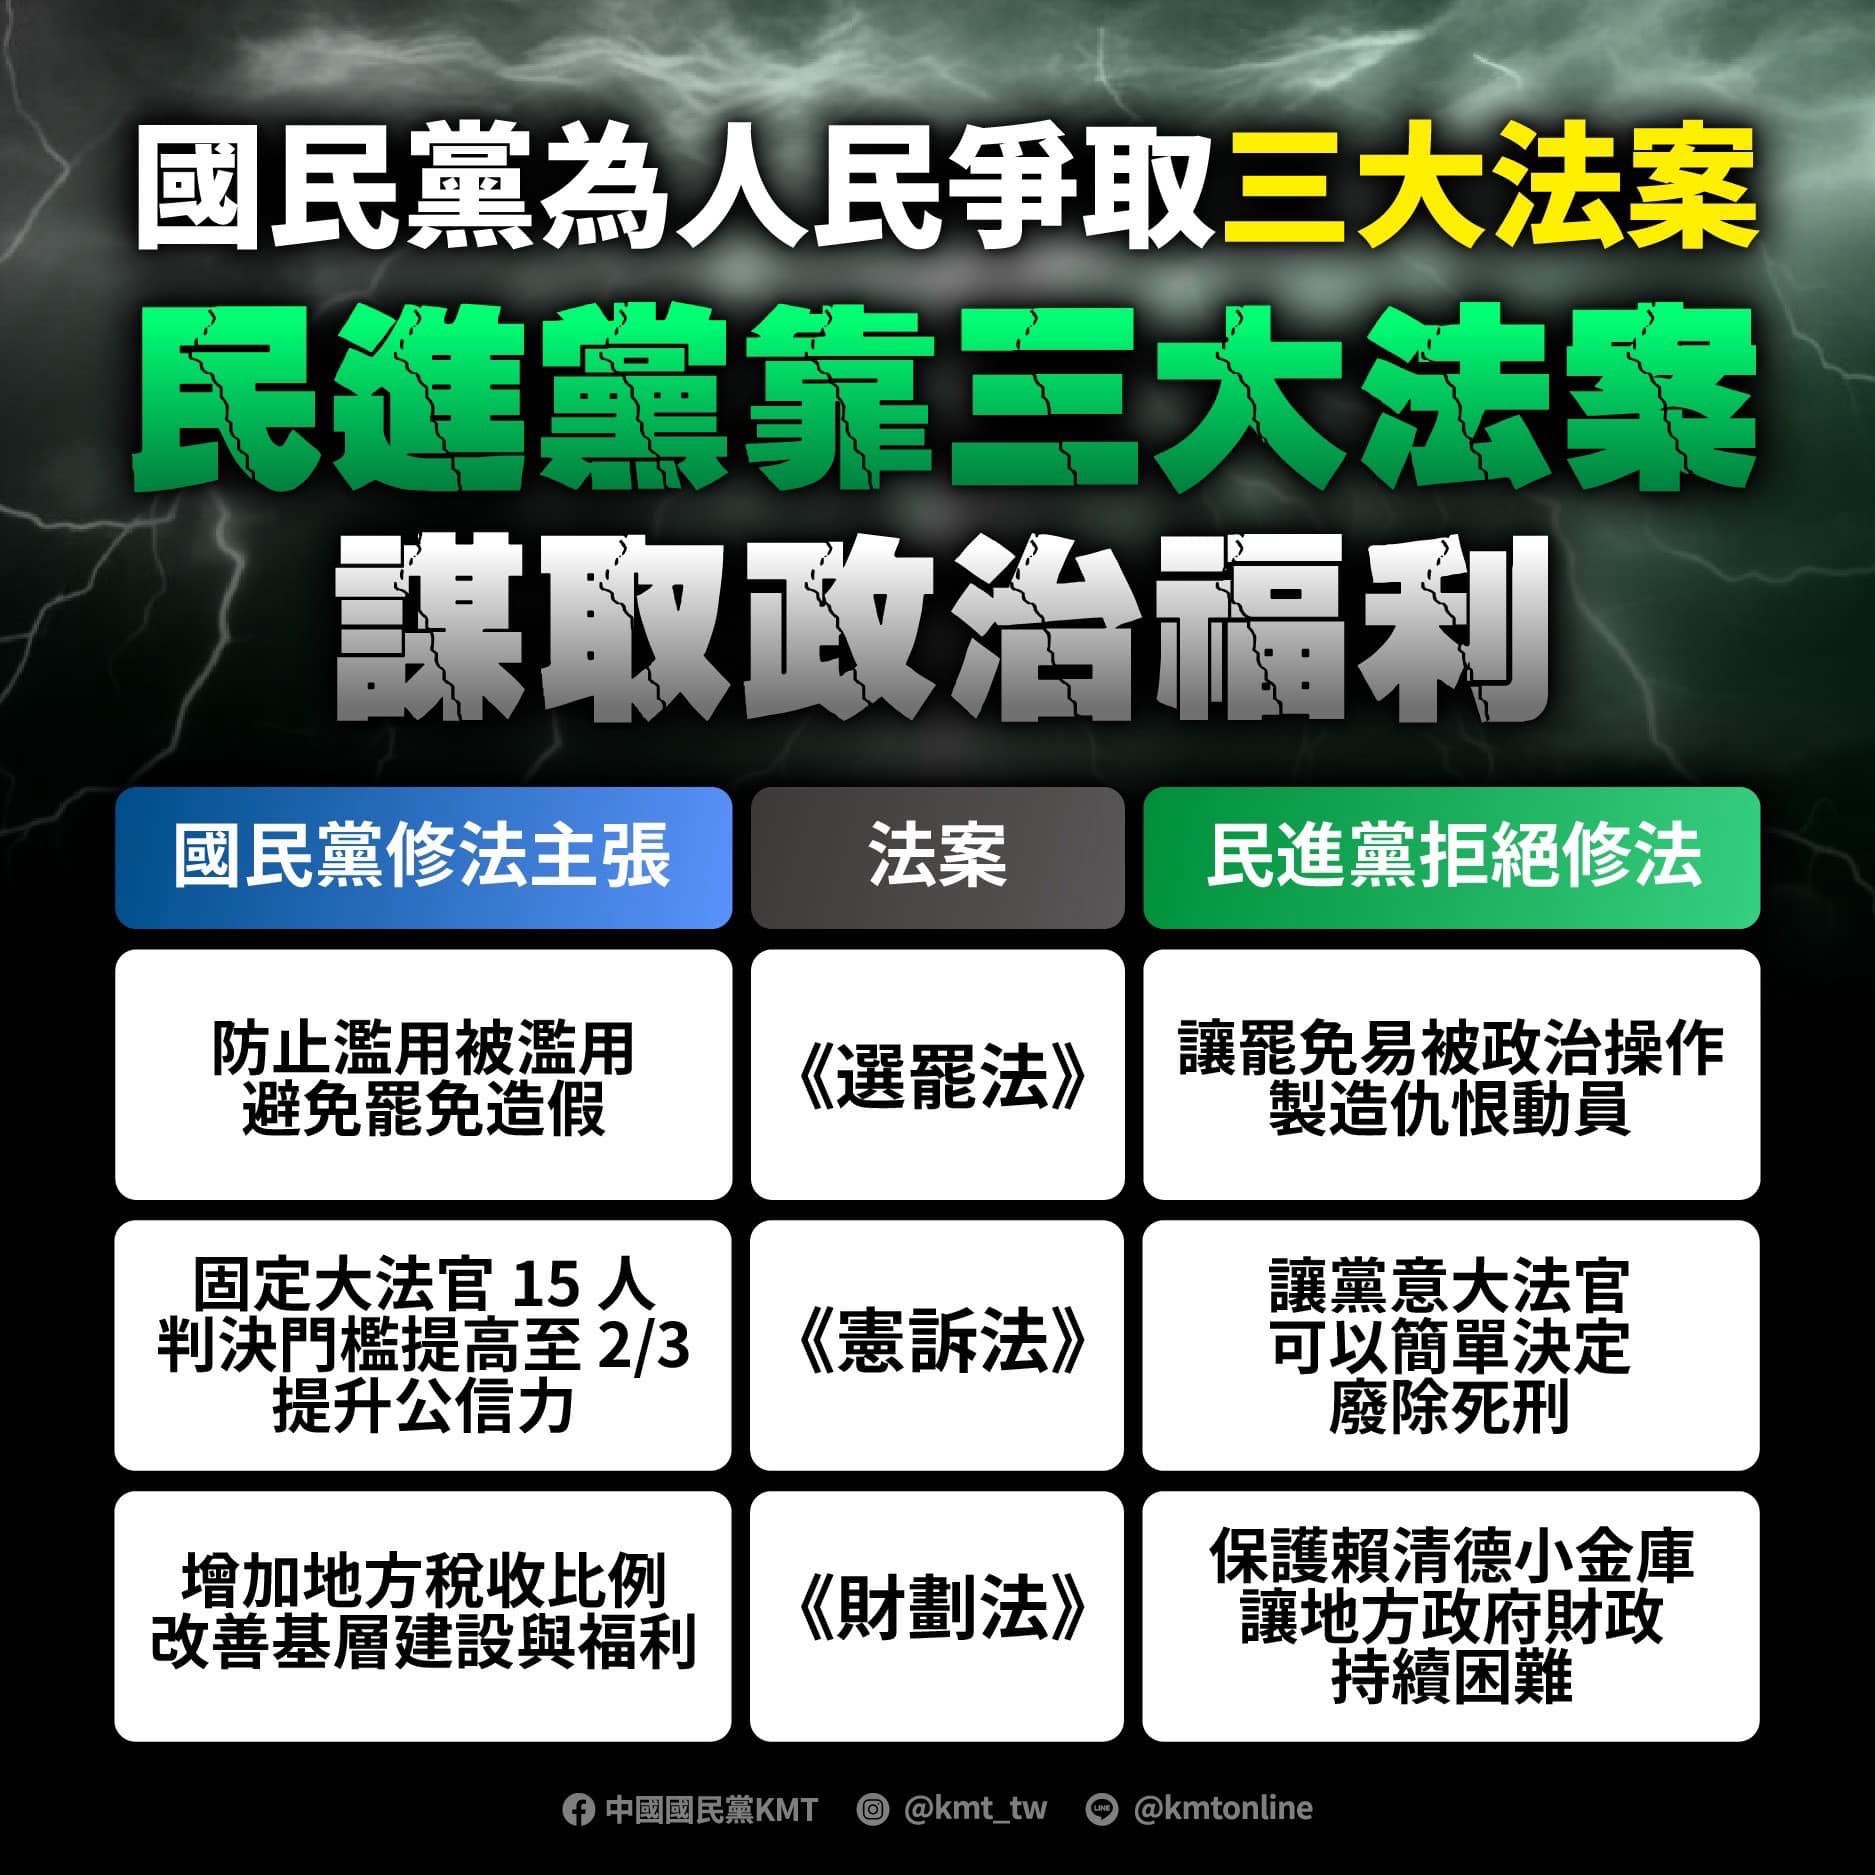 國民黨為人民爭取三大法案
民進黨靠三大法案
謀取政治福利
國民黨修法主張
法案
民進黨拒絕修法
防止濫用被濫用
避免罷免造假
《選罷法》
讓罷免易被政治操作
製造仇恨動員
固定大法官 15 人
判決門檻提高至 2/3
提升公信力
《憲訴法》
讓黨意大法官
可以簡單決定
廢除死刑
增加地方稅收比例
改善基層建設與福利
《財劃法》
保護賴清德小金庫
讓地方政府財政
持續困難
中國國民黨KMT
@kmt_tw
LINE
@kmtonline